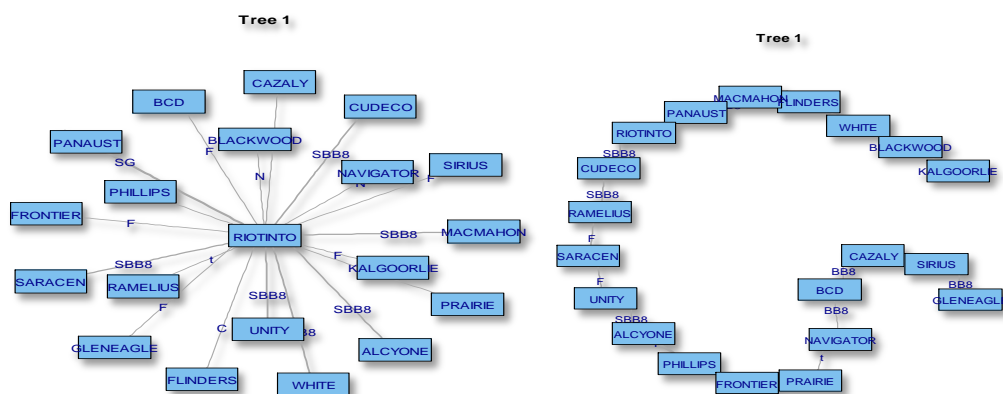 Tree 1
CAZALY
BCD
CUDECO
PANAUST
BLACKWOOD
F
SBB8
SG
NAVIGATOR
SIRIUS
PHILLIPS
N
N
F
FRONTIER
F
RIOTINTO
SBB8
MACMAHON
SBB8
t
F
KALGOORLIE
SARACEN
RAMELIUS
SBB8
PRAIRIE
F
SBB8
GLENEAGLE
C
UNITY
B8
ALCYONE
FLINDERS
WHITE
Tree 1
MACMAHON
FLINDERS
PANAUST
RIOTINTO
WHITE
BLACKWOOD
SBB8
CUDECO
KALGOORLIE
SBB8
RAMELIUS
F
SARACEN
CAZALY
SIRIUS
F
BB8
BB8
UNITY
BCD
GLENEAGLE
SBB8
BB8
ALCYONE
NAVIGATOR
PHILLIPS
t
FRONTIER
PRAIRIE